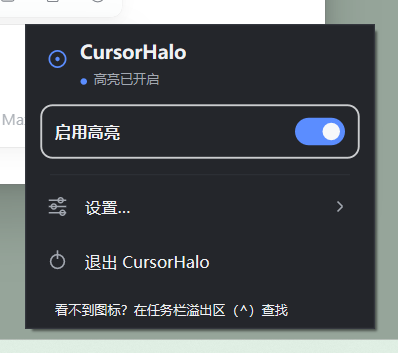 CursorHalo
高亮已开启
启用高亮
Ma
设置...
退出 CursorHalo
看不到图标？在任务栏溢出区（^）查找